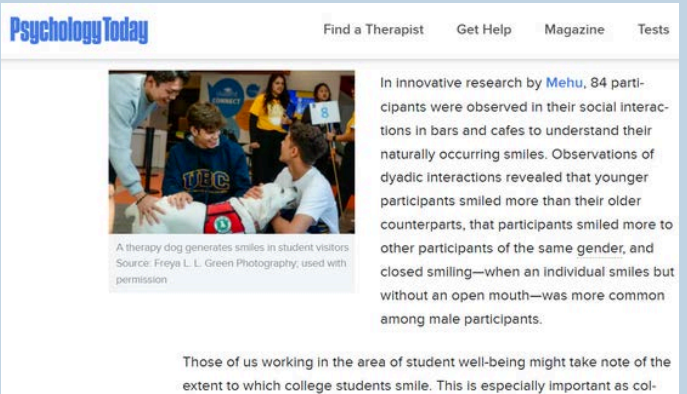 Psychology Today
Find a Therapist Get Help Magazine Tests
CONNECT
8
UBC
A therapy dog generates smiles in student visitors
Source: Freya L. L. Green Photography; used with
permission
In innovative research by Mehu, 84 parti-
cipants were observed in their social interac-
tions in bars and cafes to understand their
naturally occurring smiles. Observations of
dyadic interactions revealed that younger
participants smiled more than their older
counterparts, that participants smiled more to
other participants of the same gender, and
closed smiling—when an individual smiles but
without an open mouth—was more common
among male participants.
Those of us working in the area of student well-being might take note of the
extent to which college students smile. This is especially important as col-